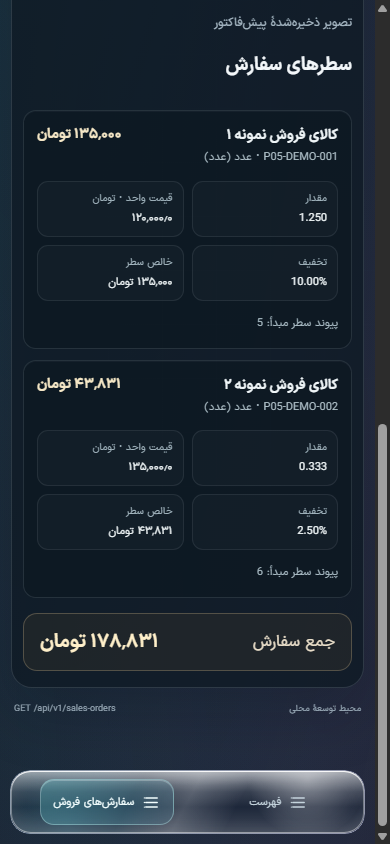 تصویر ذخیره‌شدهٔ پیش‌فاکتور
سطرهای سفارش
کالای فروش نمونه ۱
۱۳۵,۰۰۰ تومان
P05-DEMO-001 • عدد (عدد)
مقدار
1.250
قیمت واحد • تومان
۱۲۰,۰۰۰٫۰
تخفیف
10.00%
خالص سطر
۱۳۵,۰۰۰ تومان
پیوند سطر مبدأ: 5
کالای فروش نمونه ۲
۴۳,۸۳۱ تومان
P05-DEMO-002 • عدد (عدد)
مقدار
0.333
قیمت واحد • تومان
۱۳۵,۰۰۰٫۰
تخفیف
2.50%
خالص سطر
۴۳,۸۳۱ تومان
پیوند سطر مبدأ: 6
جمع سفارش
۱۷۸,۸۳۱ تومان
محیط توسعهٔ محلی
GET /api/v1/sales-orders
فهرست
سفارش‌های فروش